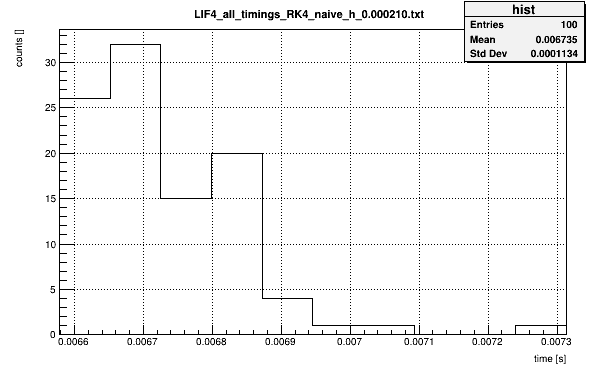 LIF4_all_timings_RK4_naive_h_0.000210.txt
hist
Entries 100
Mean 0.006735
Std Dev 0.0001134
counts []
30
25
20
15
10
5
0
0.0066 0.0067 0.0068 0.0069 0.007 0.0071 0.0072 0.0073
time [s]